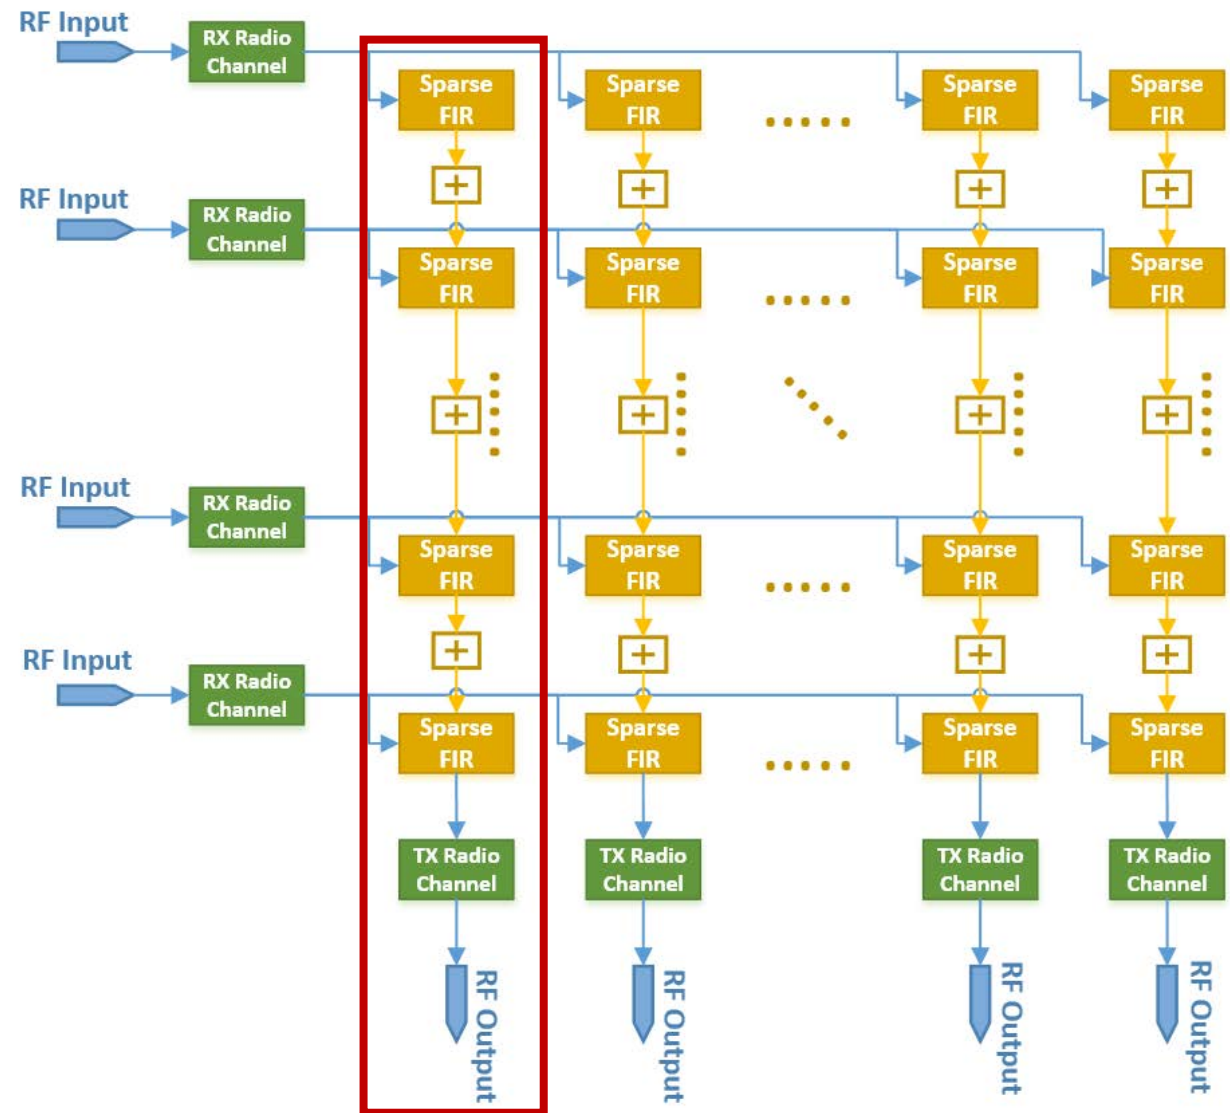 RF Input
RX Radio
Channel
Sparse
FIR
Sparse
FIR
Sparse
FIR
Sparse
FIR
+
+
+
+
RF Input
RX Radio
Channel
Sparse
FIR
Sparse
FIR
Sparse
FIR
Sparse
FIR
+
+
+
+
RF Input
RX Radio
Channel
Sparse
FIR
Sparse
FIR
Sparse
FIR
Sparse
FIR
+
+
+
+
RF Input
RX Radio
Channel
Sparse
FIR
Sparse
FIR
Sparse
FIR
Sparse
FIR
TX Radio
Channel
TX Radio
Channel
TX Radio
Channel
TX Radio
Channel
RF Output
RF Output
RF Output
RF Output